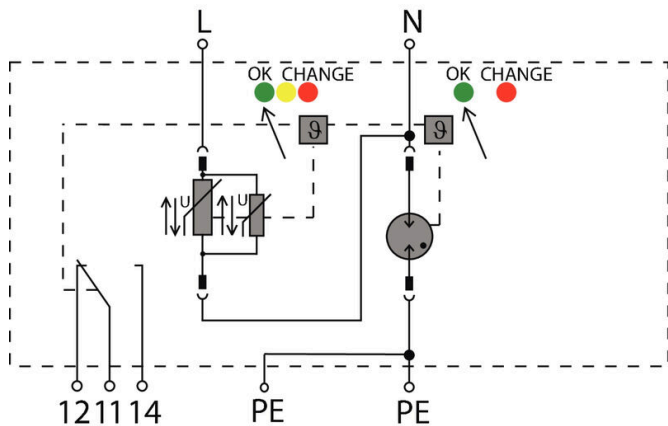 L N
OK CHANGE OK CHANGE
ϑ ϑ
U U
12 11 14 PE PE